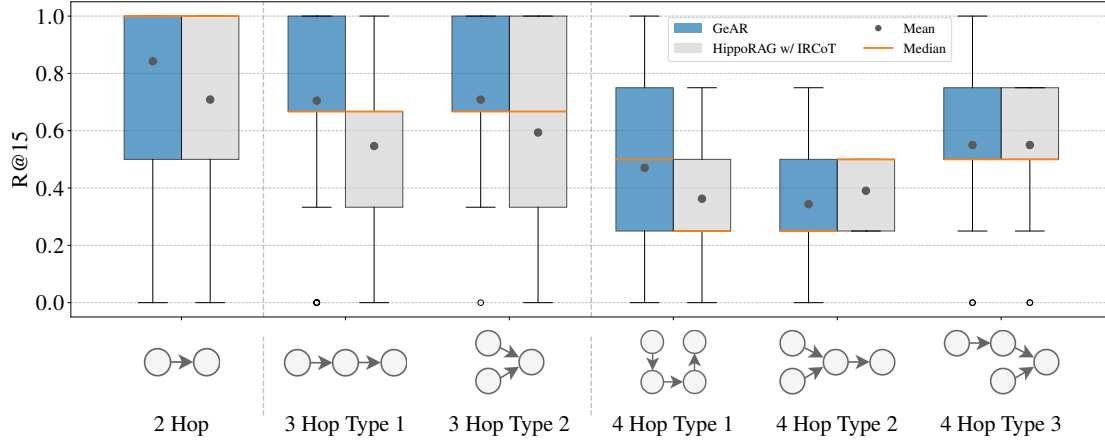 1.0
0.8
0.6
0.4
0.2
0.0
R@15
GeAR
HippoRAG w/ IRCoT
Mean
Median
2 Hop
3 Hop Type 1
3 Hop Type 2
4 Hop Type 1
4 Hop Type 2
4 Hop Type 3